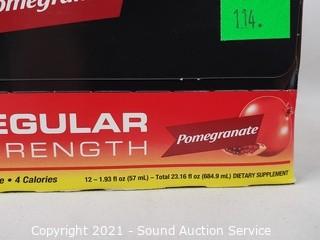 Pomegranate
114.
EGULAR
RENGTH
Pomegranate
e • 4 Calories
12 – 1.93 fl oz (57 mL) – Total 23.16 fl oz (684.9 mL) DIETARY SUPPLEMENT
Copyright 2021 - Sound Auction Service